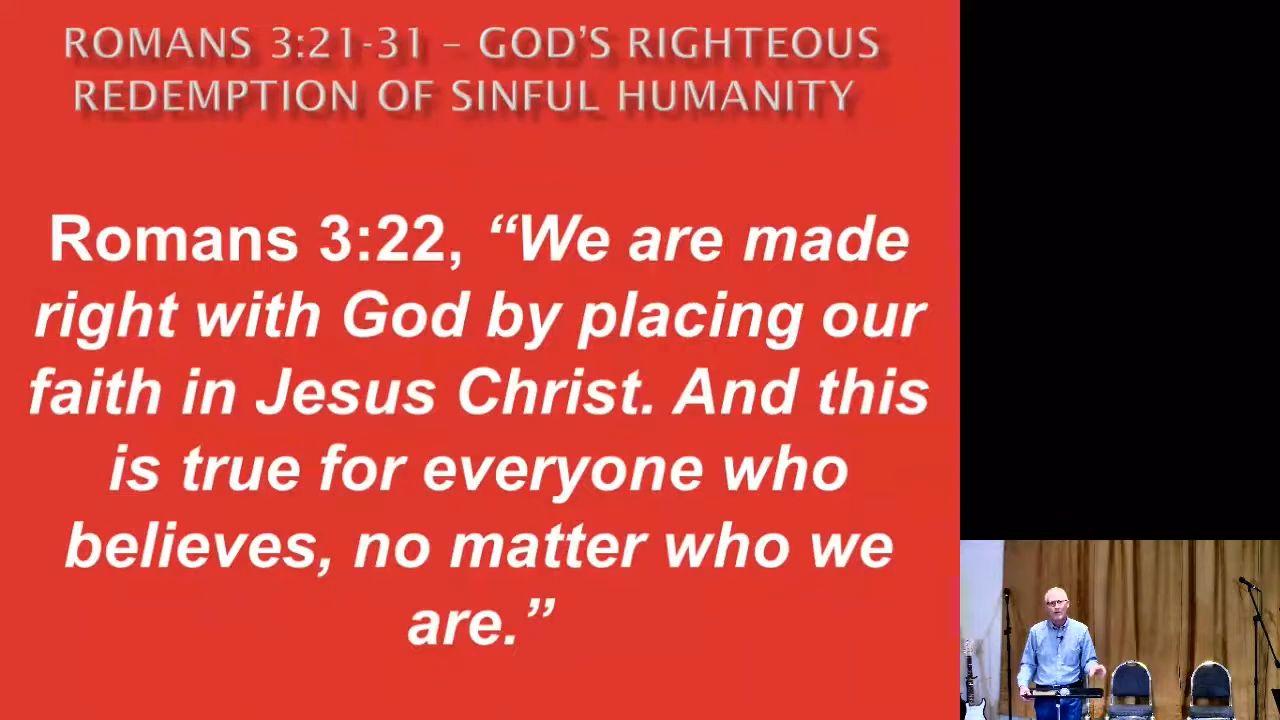 ROMANS 3:21-31 – GOD’S RIGHTEOUS
REDEMPTION OF SINFUL HUMANITY
Romans 3:22, “We are made
right with God by placing our
faith in Jesus Christ. And this
is true for everyone who
believes, no matter who we
are.”